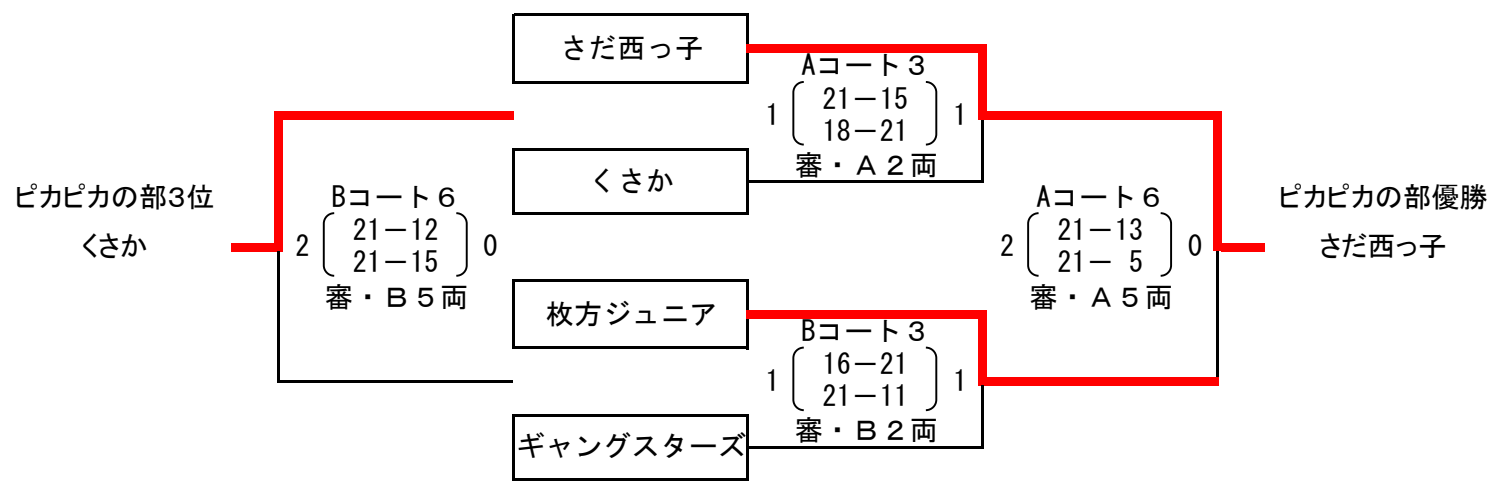 さだ西っ子
Aコート3
1 21-15 1
18-21
審・A2両
くさか
ピカピカの部3位
くさか
Bコート6
2 21-12 0
21-15
審・B5両
Aコート6
2 21-13 0
21- 5
審・A5両
ピカピカの部優勝
さだ西っ子
枚方ジュニア
Bコート3
1 16-21 1
21-11
審・B2両
ギャングスターズ